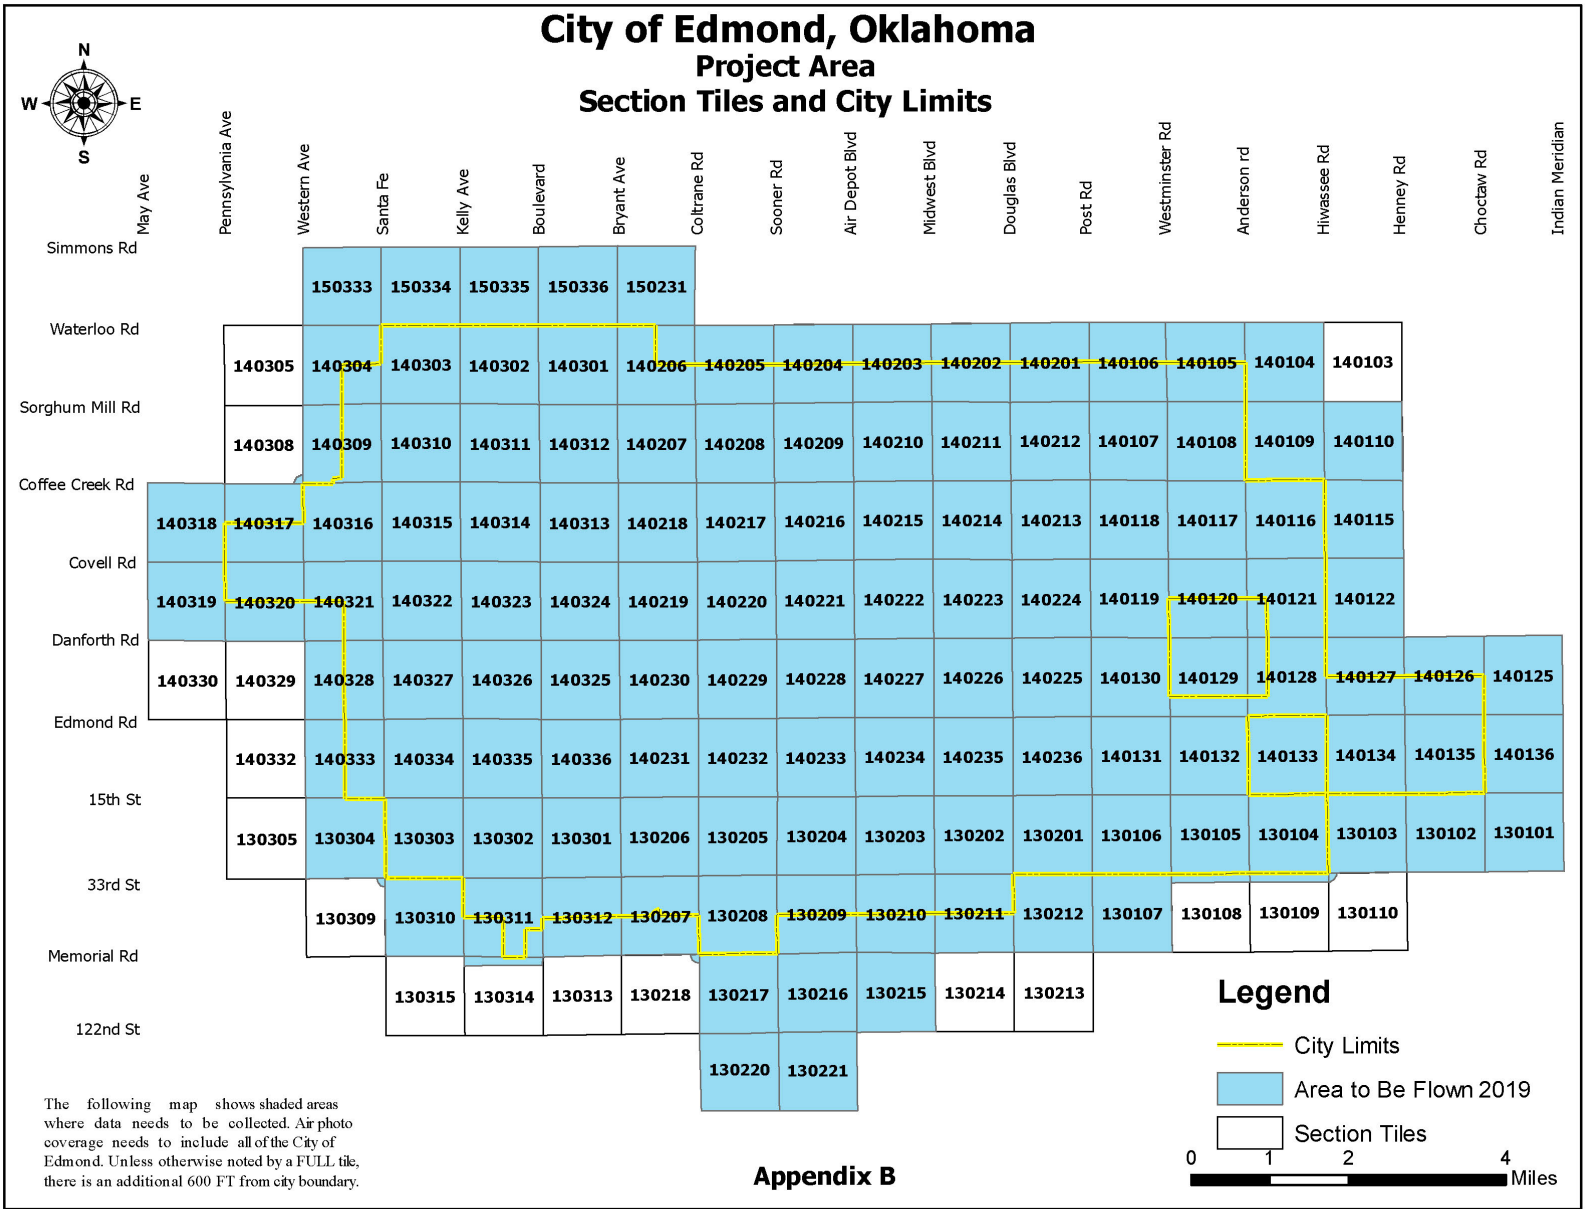 City of Edmond, Oklahoma
Project Area
Section Tiles and City Limits
N
W E
S
May Ave
Pennsylvania Ave
Western Ave
Santa Fe
Kelly Ave
Boulevard
Bryant Ave
Coltrane Rd
Sooner Rd
Air Depot Blvd
Midwest Blvd
Douglas Blvd
Post Rd
Westminster Rd
Anderson rd
Hiwassee Rd
Henney Rd
Choctaw Rd
Indian Meridian
Simmons Rd
150333 150334 150335 150336 150231
Waterloo Rd
140305 140304 140303 140302 140301 140206 140205 140204 140203 140202 140201 140106 140105 140104 140103
Sorghum Mill Rd
140308 140309 140310 140311 140312 140207 140208 140209 140210 140211 140212 140107 140108 140109 140110
Coffee Creek Rd
140318 140317 140316 140315 140314 140313 140218 140217 140216 140215 140214 140213 140118 140117 140116 140115
Covell Rd
140319 140320 140321 140322 140323 140324 140219 140220 140221 140222 140223 140224 140119 140120 140121 140122
Danforth Rd
140330 140329 140328 140327 140326 140325 140230 140229 140228 140227 140226 140225 140130 140129 140128 140127 140126 140125
Edmond Rd
140332 140333 140334 140335 140336 140231 140232 140233 140234 140235 140236 140131 140132 140133 140134 140135 140136
15th St
130305 130304 130303 130302 130301 130206 130205 130204 130203 130202 130201 130106 130105 130104 130103 130102 130101
33rd St
130309 130310 130311 130312 130207 130208 130209 130210 130211 130212 130107 130108 130109 130110
Memorial Rd
130315 130314 130313 130218 130217 130216 130215 130214 130213
122nd St
130220 130221
Legend
City Limits
Area to Be Flown 2019
Section Tiles
0 1 2 4
Miles
The following map shows shaded areas
where data needs to be collected. Air photo
coverage needs to include all of the City of
Edmond. Unless otherwise noted by a FULL tile,
there is an additional 600 FT from city boundary.
Appendix B